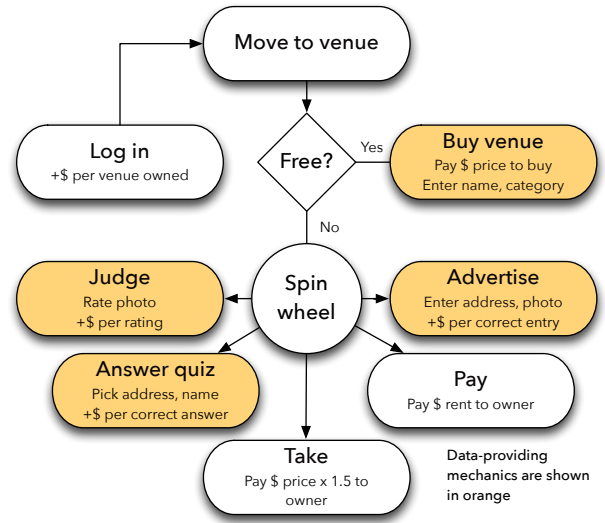 Move to venue
Log in
+$ per venue owned
Free?
Yes
Buy venue
Pay $ price to buy
Enter name, category
No
Judge
Rate photo
+$ per rating
Spin
wheel
Advertise
Enter address, photo
+$ per correct entry
Answer quiz
Pick address, name
+$ per correct answer
Pay
Pay $ rent to owner
Take
Pay $ price x 1.5 to
owner
Data-providing
mechanics are shown
in orange